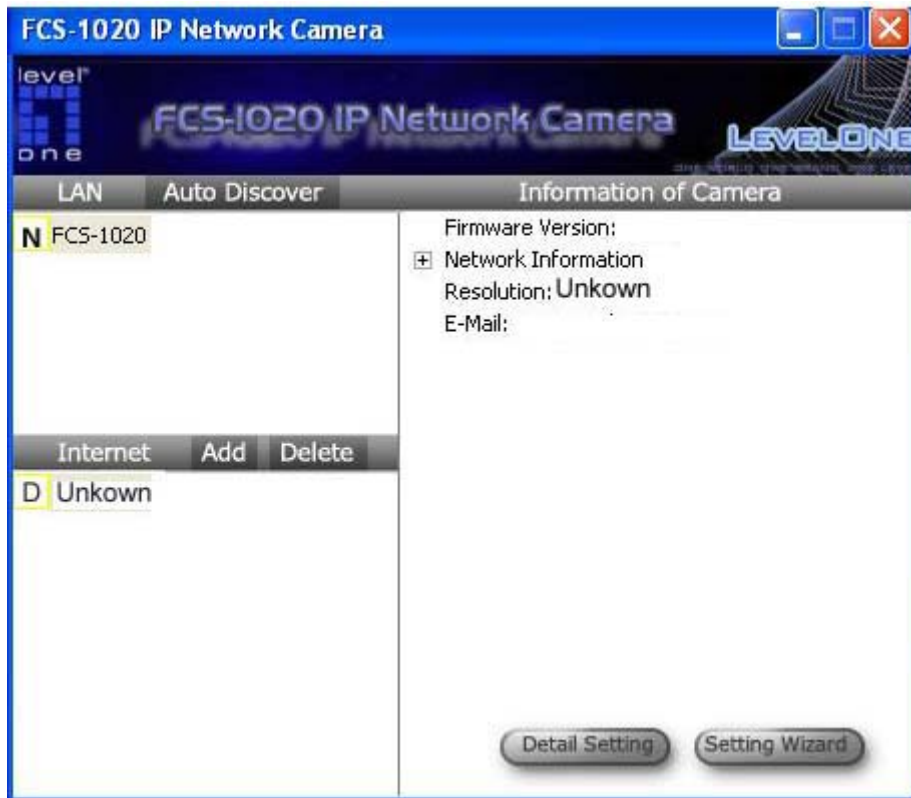 FCS-1020 IP Network Camera
level
one
FCS-1020 IP Network Camera
LEVELONE
LAN Auto Discover Information of Camera
N FCS-1020
Firmware Version:
Network Information
Resolution: Unkown
E-Mail:
Internet Add Delete
D Unkown
Detail Setting Setting Wizard